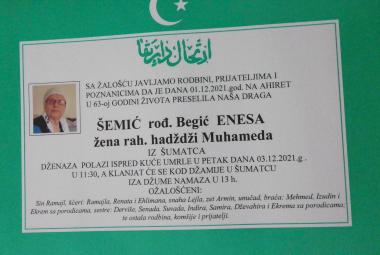 SA ŽALOŠĆU JAVLJAMO RODBINI, PRIJATELJIMA I
POZNANICIMA DA JE DANA 01.12.2021.god. NA AHIRET
U 63-oj GODINI ŽIVOTA PRESELILA NAŠA DRAGA
ŠEMIĆ rođ. Begić ENESA
žena rah. hadždži Muhameda
IZ ŠUMATCA
DŽENAZA POLAZI ISPRED KUĆE UMRLE U PETAK DANA 03.12.2021.g.,
U 11:30, A KLANJAT ĆE SE KOD DŽAMIJE U ŠUMATCU
IZA DŽUME NAMAZA U 13 h.
OŽALOŠĆENI:
Sin Ramajl, kćeri: Ramajla, Renata i Ehlimana, snaha Lejla, zet Armin, unučad, braća: Mehmed, Izudin i
Ekrem sa porodicama, sestre: Derviše, Senada, Suvada, Indira, Samira, Dževahira i Ekrema sa porodicama;
te ostala rodbina, komšije i prijatelji.